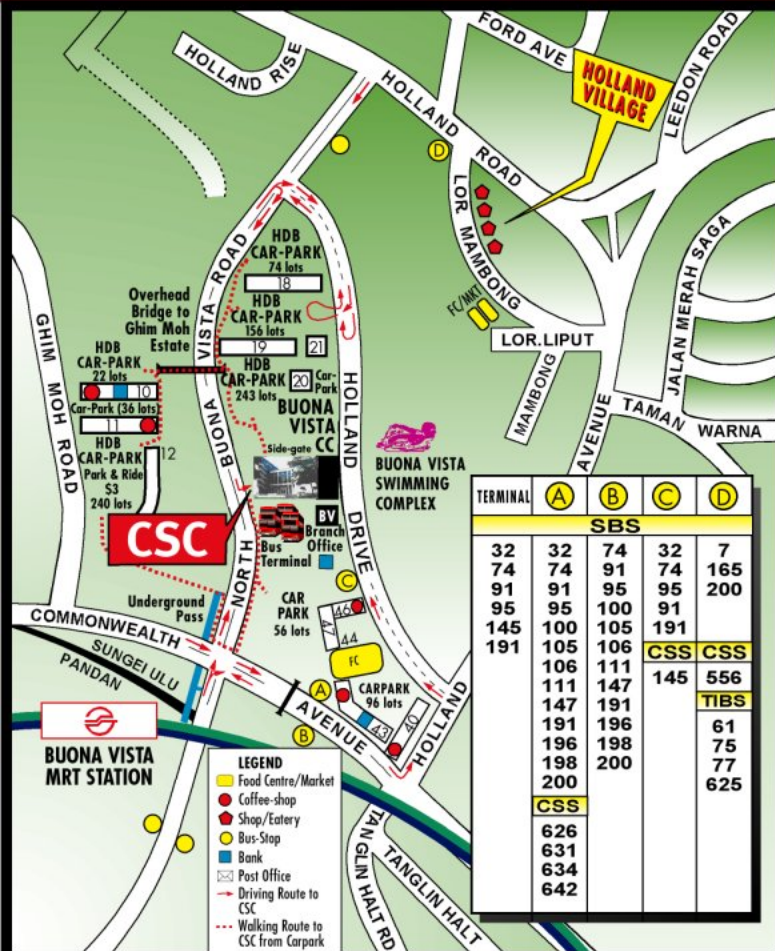 FORD AVE
HOLLAND RISE
HOLLAND
VILLAGE
LEEDON ROAD
HOLLAND ROAD
D
LOR. MAMBONG
HDB
CAR-PARK
74 lots
18
JALAN MERAH SAGA
Overhead
Bridge to
Ghim Moh
Estate
HDB
CAR-PARK
156 lots
19
21
FC/MKT
LOR.LIPUT
GHIM MOH ROAD
HDB
CAR-PARK
22 lots
10
Car-Park (36 lots)
11
HDB
CAR-PARK
Park & Ride
$3
240 lots
12
NORTH BUONA VISTA ROAD
HDB
CAR-PARK
243 lots
20
Car-
Park
BUONA
VISTA
CC
Side-gate
HOLLAND DRIVE
MAMBONG
HOLLAND AVENUE
TAMAN WARNA
BUONA VISTA
SWIMMING
COMPLEX
CSC
Bus
Terminal
BV
Branch
Office
C
Underground
Pass
CAR
PARK
56 lots
46
47
44
FC
COMMONWEALTH AVENUE
SUNGEI ULU
PANDAN
A
CARPARK
96 lots
43
40
B
BUONA VISTA
MRT STATION
TANGLIN HALT RD
TANGLIN HALT
LEGEND
Food Centre/Market
Coffee-shop
Shop/Eatery
Bus-Stop
Bank
Post Office
Driving Route to
CSC
Walking Route to
CSC from Carpark
TERMINAL A B C D
SBS
32 32 74 32 7
74 74 91 74 165
91 91 95 95 200
95 95 100 91
145 100 105 191
191 105 106 CSS CSS
106 111 145 556
111 147 TIBS
147 191 61
191 196 75
196 198 77
198 200 625
200
CSS
626
631
634
642